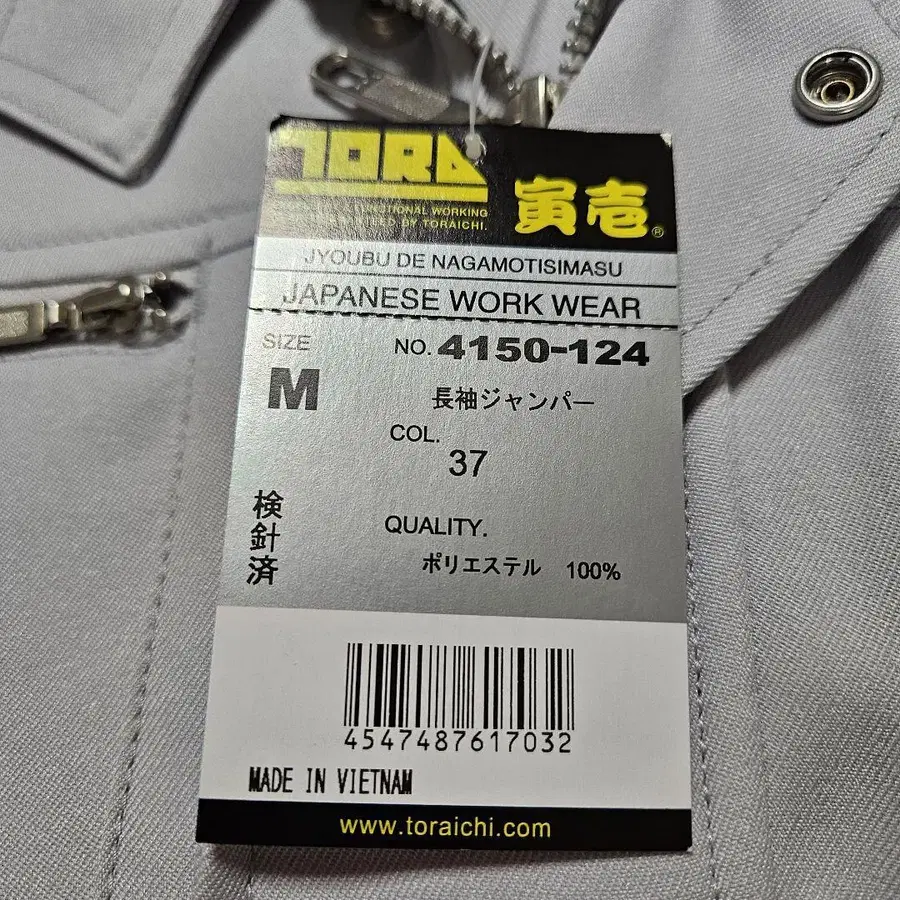 TORA
寅壱®
TIONAL WORKING
BY TORAICHI.
JYOUBU DE NAGAMOTISIMASU
JAPANESE WORK WEAR
SIZE
NO. 4150-124
M
長袖ジャンパー
COL.
37
検針済
QUALITY.
ポリエステル 100%
4547487617032
MADE IN VIETNAM
www.toraichi.com